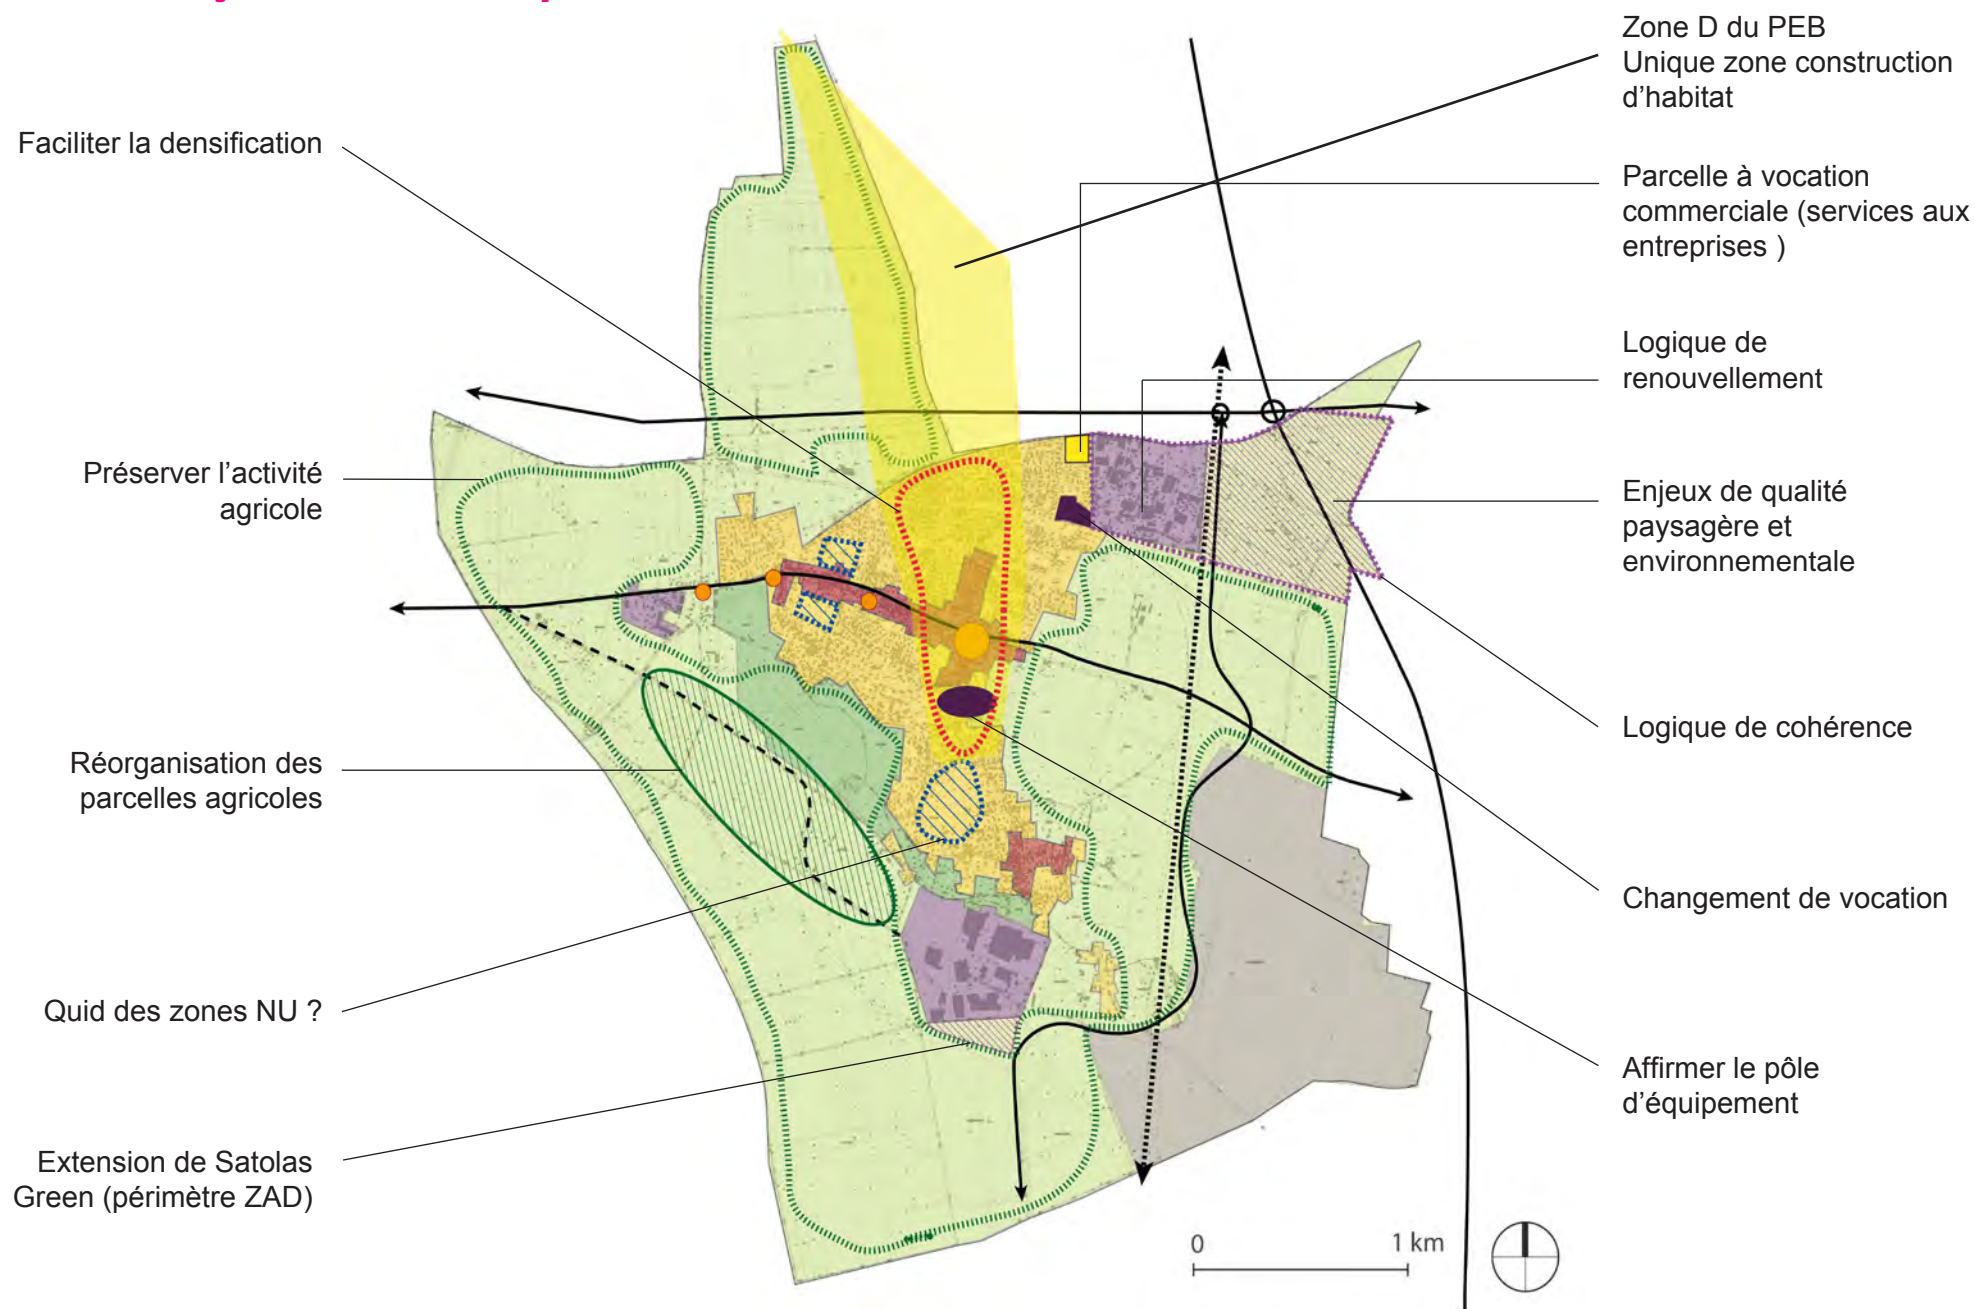 Zone D du PEB
Unique zone construction
d’habitat
Faciliter la densification
Parcelle à vocation
commerciale (services aux
entreprises )
Logique de
renouvellement
Préserver l’activité
agricole
Enjeux de qualité
paysagère et
environnementale
Logique de cohérence
Réorganisation des
parcelles agricoles
Changement de vocation
Quid des zones NU ?
Affirmer le pôle
d’équipement
Extension de Satolas
Green (périmètre ZAD)
0
1 km